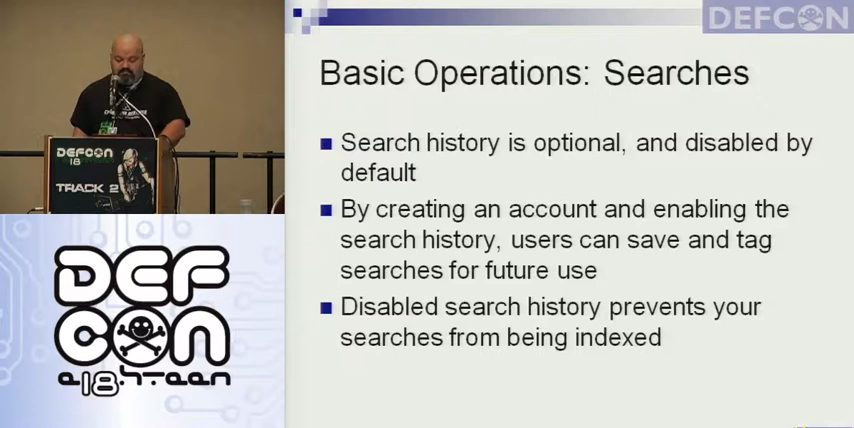 DEFCON
Basic Operations: Searches
Search history is optional, and disabled by
default
By creating an account and enabling the
search history, users can save and tag
searches for future use
Disabled search history prevents your
searches from being indexed
DEFCON
18
TRACK 2
DEF
CON
e18h-teen